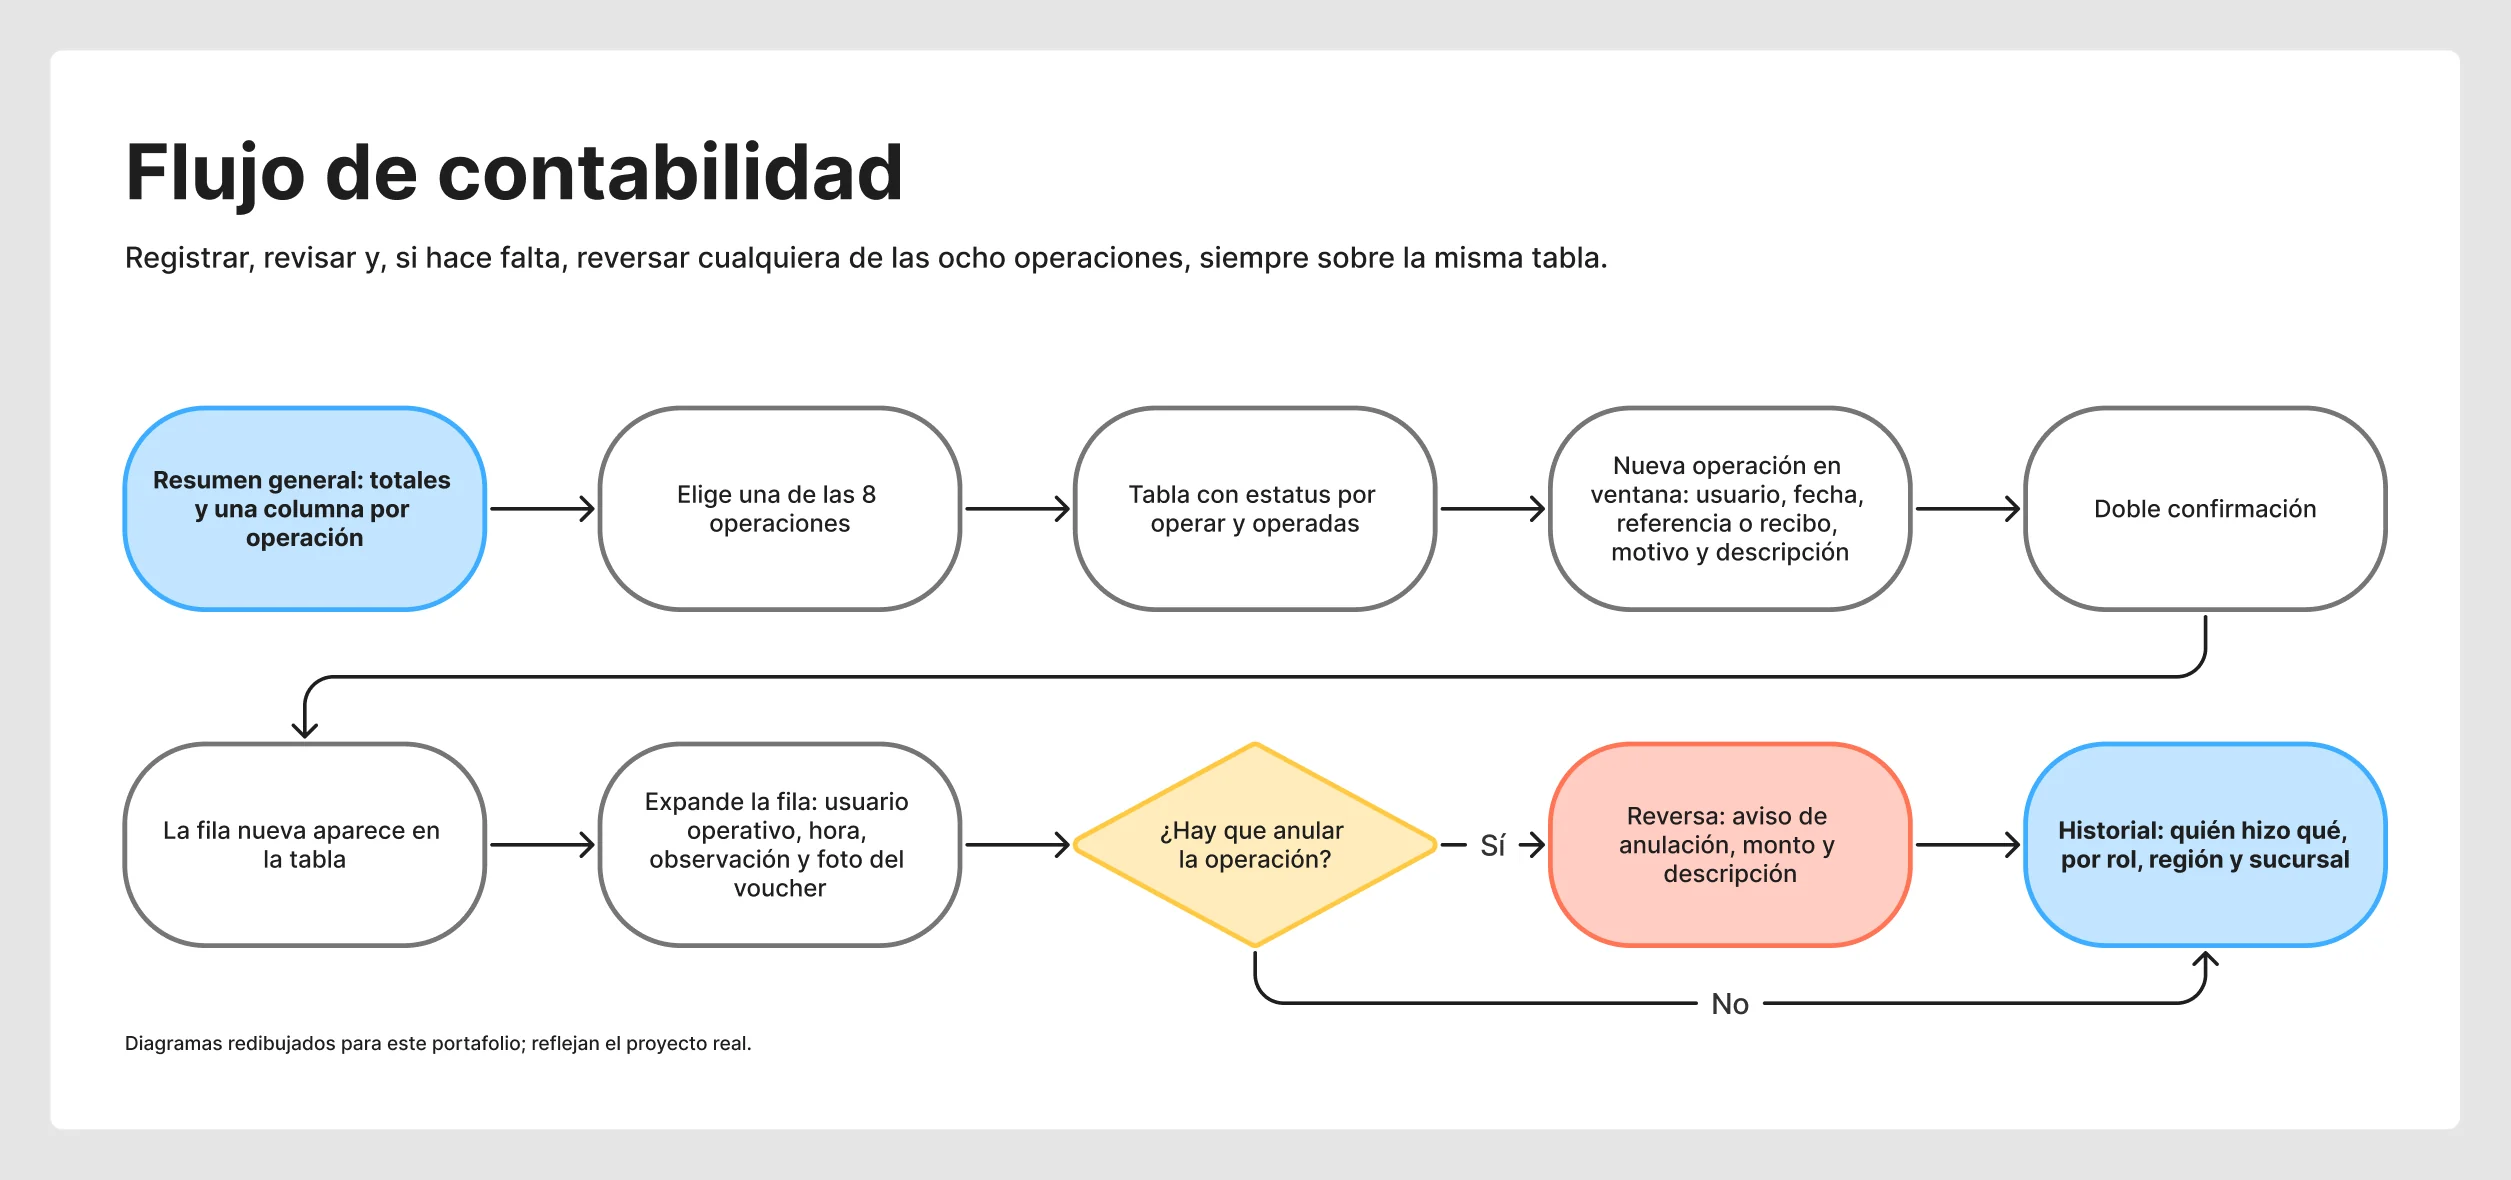 Flujo de contabilidad
Registrar, revisar y, si hace falta, reversar cualquiera de las ocho operaciones, siempre sobre la misma tabla.
Resumen general: totales
y una columna por
operación
Elige una de las 8
operaciones
Tabla con estatus por
operar y operadas
Nueva operación en
ventana: usuario, fecha,
referencia o recibo,
motivo y descripción
Doble confirmación
La fila nueva aparece en
la tabla
Expande la fila: usuario
operativo, hora,
observación y foto del
voucher
¿Hay que anular
la operación?
Sí
Reversa: aviso de
anulación, monto y
descripción
Historial: quién hizo qué,
por rol, región y sucursal
No
Diagramas redibujados para este portafolio; reflejan el proyecto real.